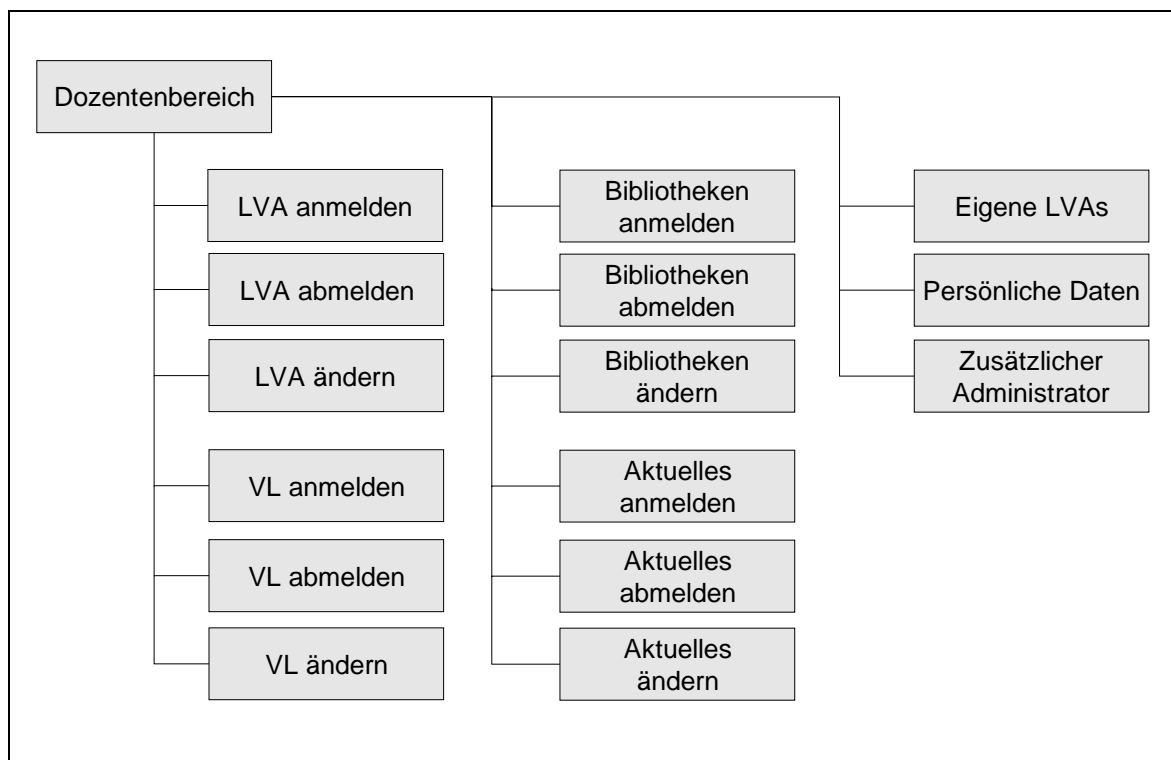 Dozentenbereich
LVA anmelden
LVA abmelden
LVA ändern
VL anmelden
VL abmelden
VL ändern
Bibliotheken
anmelden
Bibliotheken
abmelden
Bibliotheken
ändern
Aktuelles
anmelden
Aktuelles
abmelden
Aktuelles
ändern
Eigene LVAs
Persönliche Daten
Zusätzlicher
Administrator